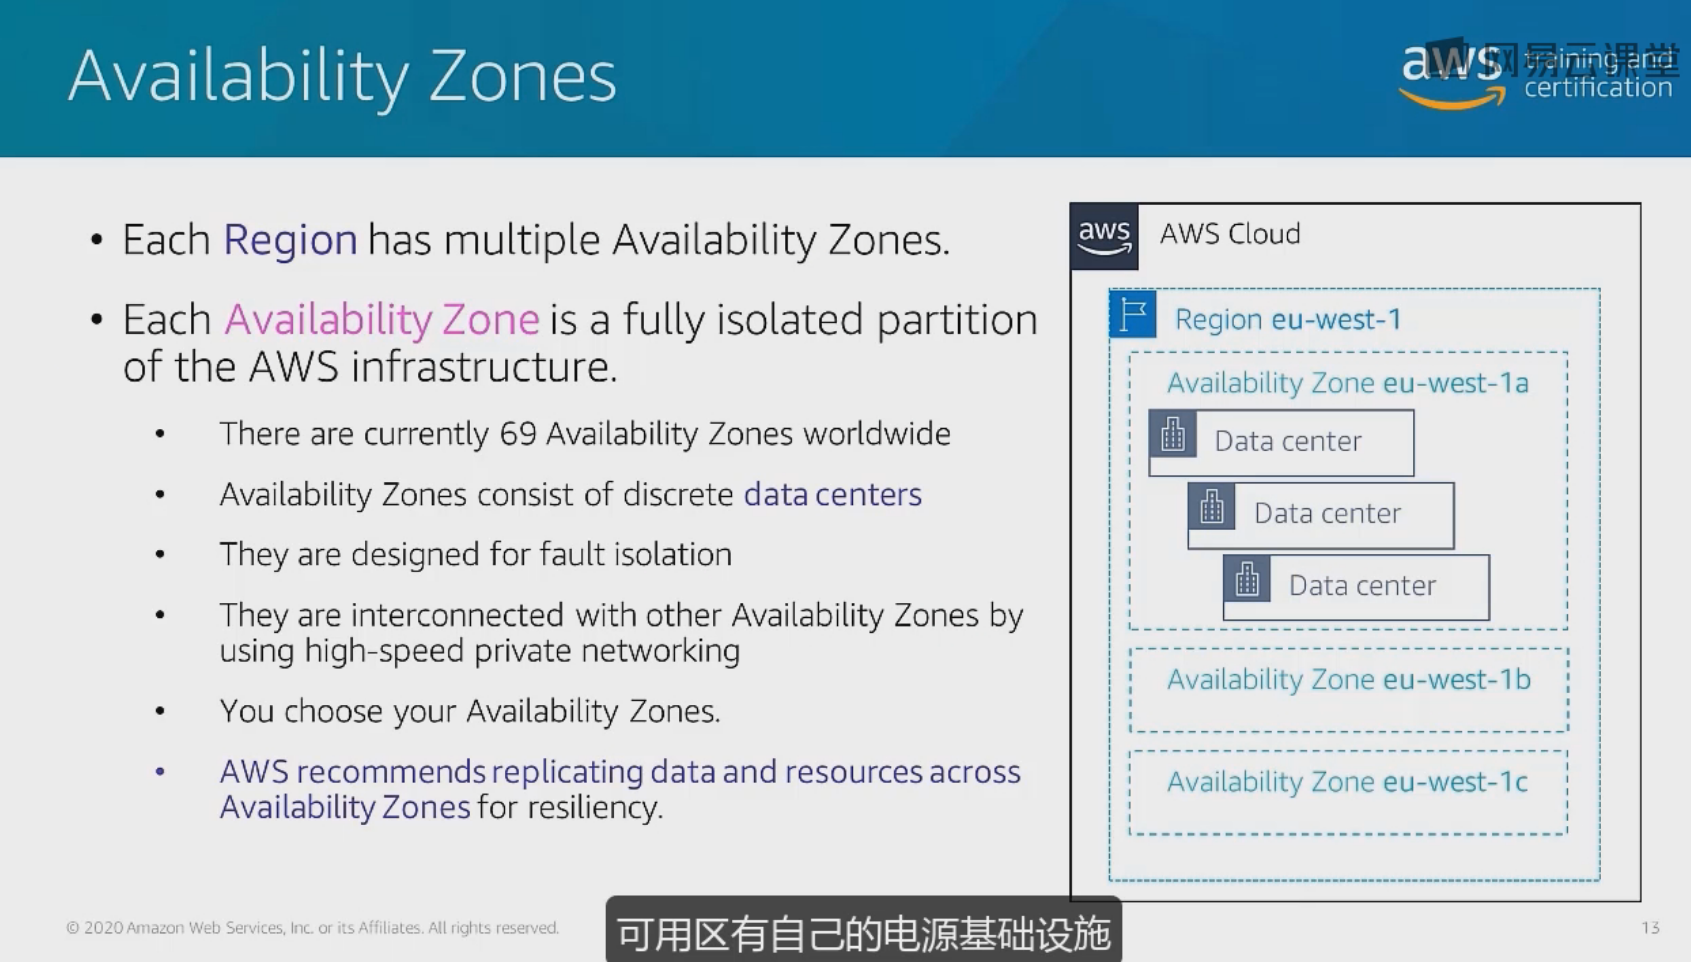 Availability Zones
aws training and
certification
网易云课堂
• Each Region has multiple Availability Zones.
• Each Availability Zone is a fully isolated partition
of the AWS infrastructure.
• There are currently 69 Availability Zones worldwide
• Availability Zones consist of discrete data centers
• They are designed for fault isolation
• They are interconnected with other Availability Zones by
using high-speed private networking
• You choose your Availability Zones.
• AWS recommends replicating data and resources across
Availability Zones for resiliency.
aws AWS Cloud
Region eu-west-1
Availability Zone eu-west-1a
Data center
Data center
Data center
Availability Zone eu-west-1b
Availability Zone eu-west-1c
© 2020 Amazon Web Services, Inc. or its Affiliates. All rights reserved.
可用区有自己的电源基础设施
13